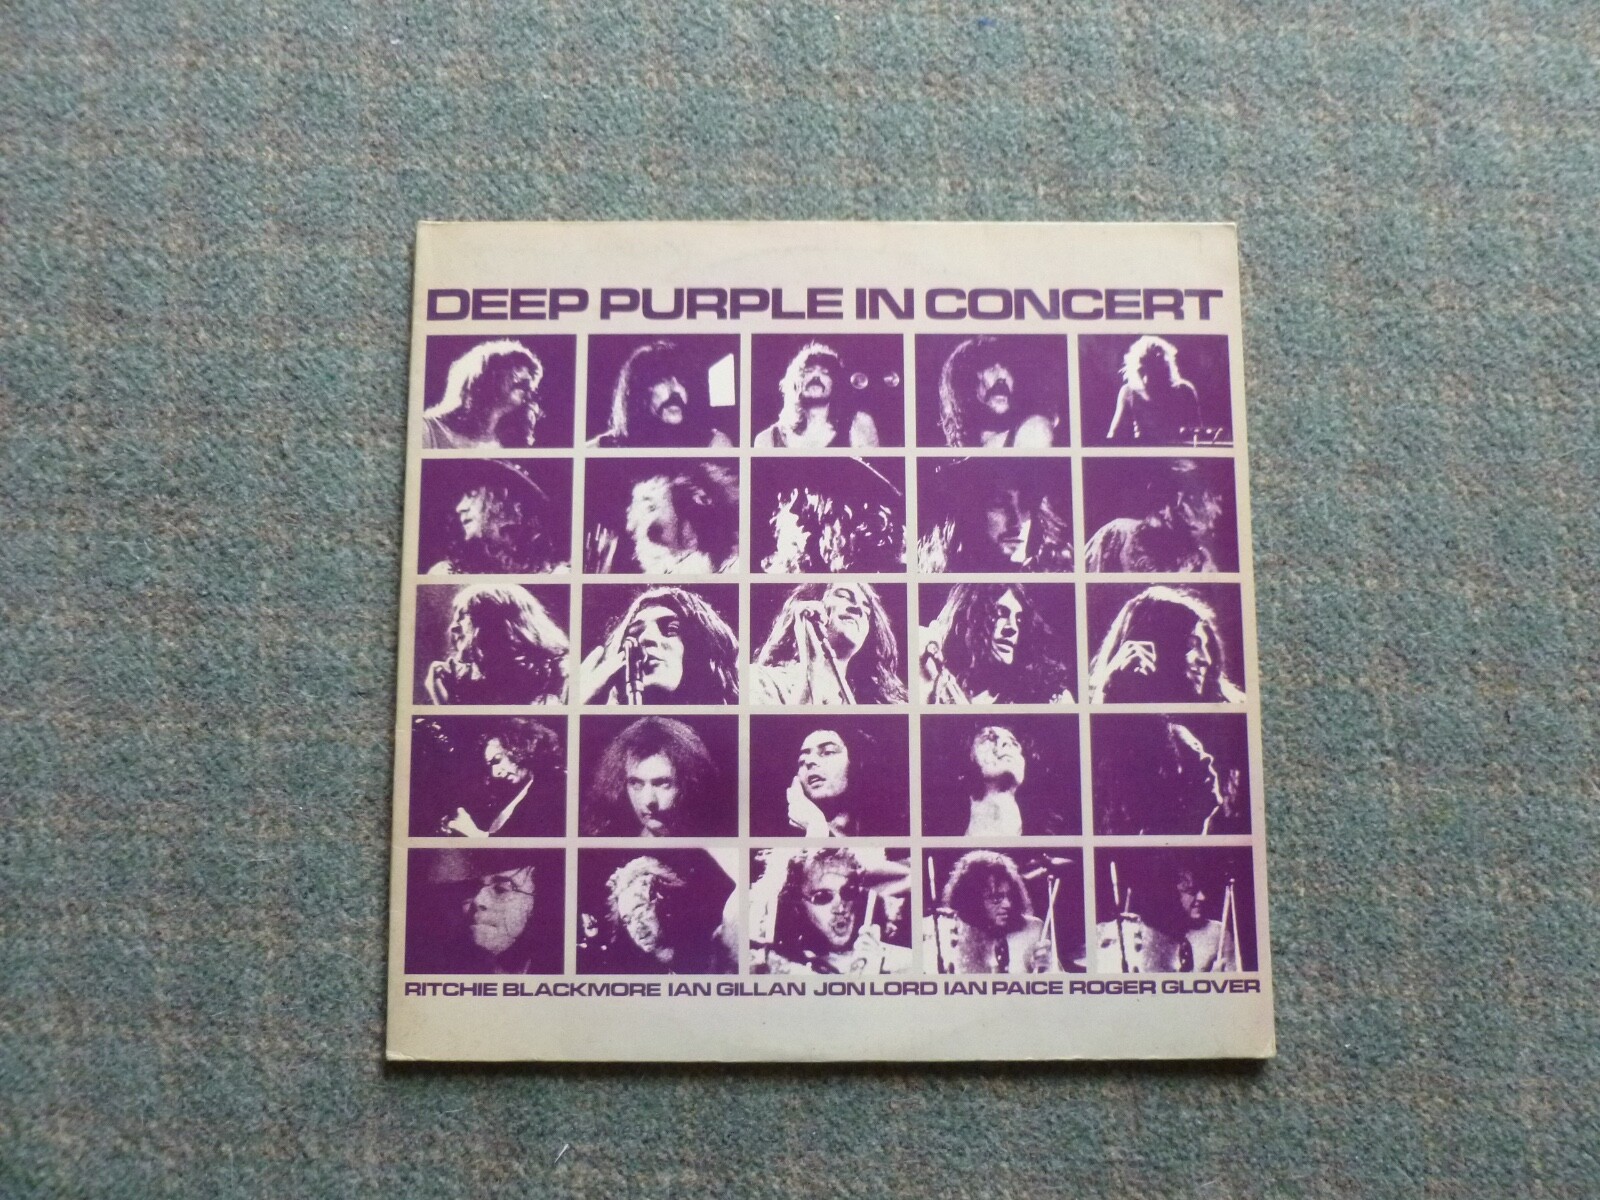 DEEP PURPLE IN CONCERT
RITCHIE BLACKMORE IAN GILLAN JON LORD IAN PAICE ROGER GLOVER